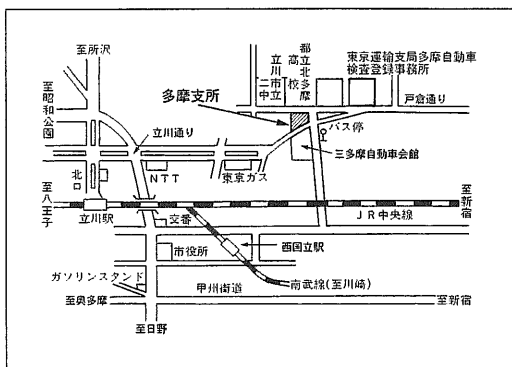 至所沢
至昭和公園
立川市立二中
都立北多摩高校
東京運輸支局多摩自動車
検査登録事務所
多摩支所
戸倉通り
立川通り
バス停
三多摩自動車会館
北口
NTT
東京ガス
至八王子
立川駅
交番
JR中央線
至新宿
市役所
西国立駅
ガソリンスタンド
甲州街道
南武線(至川崎)
至奥多摩
至新宿
至日野